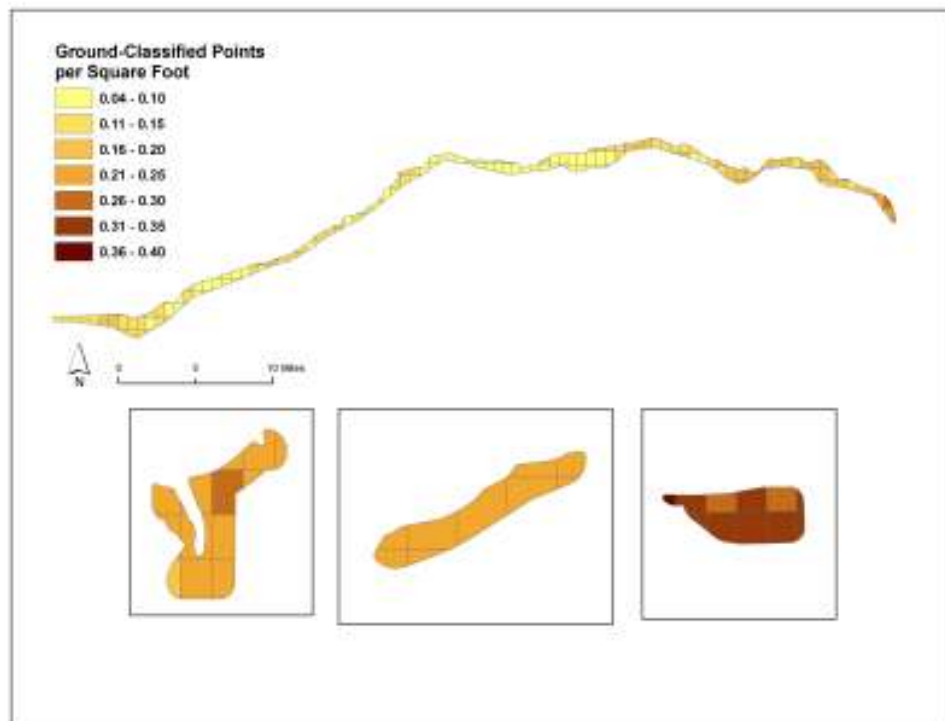 Ground-Classified Points
per Square Foot
0.04 - 0.10
0.11 - 0.15
0.16 - 0.20
0.21 - 0.25
0.26 - 0.30
0.31 - 0.35
0.36 - 0.40
N
0
10 Miles